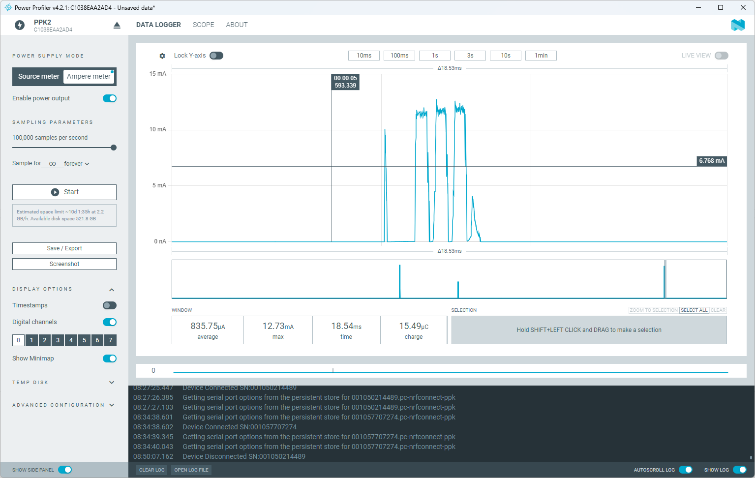 Power Profiler v4.2.1: C1038EAA2AD4 - Unsaved data*
PPK2
C1038EAA2AD4
DATA LOGGER
SCOPE
ABOUT
POWER SUPPLY MODE
Source meter
Ampere meter
Enable power output
SAMPLING PARAMETERS
100,000 samples per second
Sample for
∞
forever
Start
Save / Export
Screenshot
DISPLAY OPTIONS
Timestamps
Digital channels
0 1 2 3 4 5 6 7
Show Minimap
TEMP DISK
ADVANCED CONFIGURATION
SHOW SIDE PANEL
Lock Y-axis
10ms
100ms
1s
3s
10s
1min
LIVE VIEW
Δ18.53ms
15 mA
00:00:05
593.339
10 mA
6.768 mA
5 mA
0 nA
Δ18.53ms
WINDOW
835.75μA
average
12.73mA
max
18.54ms
time
15.49μC
charge
SELECTION
ZOOM TO SELECTION
SELECT ALL
CLEAR
Hold SHIFT+LEFT CLICK and DRAG to make a selection
0
08:27:25.447 Device Connected SN:001050214489
08:27:26.385 Getting serial port options from the persistent store for 001050214489.pc-nrfconnect-ppk
08:27:27.103 Getting serial port options from the persistent store for 001050214489.pc-nrfconnect-ppk
08:34:38.601 Getting serial port options from the persistent store for 001057707274.pc-nrfconnect-ppk
08:34:38.602 Device Connected SN:001057707274
08:34:39.345 Getting serial port options from the persistent store for 001057707274.pc-nrfconnect-ppk
08:34:40.043 Getting serial port options from the persistent store for 001057707274.pc-nrfconnect-ppk
08:50:07.162 Device Disconnected SN:001050214489
CLEAR LOG
OPEN LOG FILE
AUTOSCROLL LOG
SHOW LOG